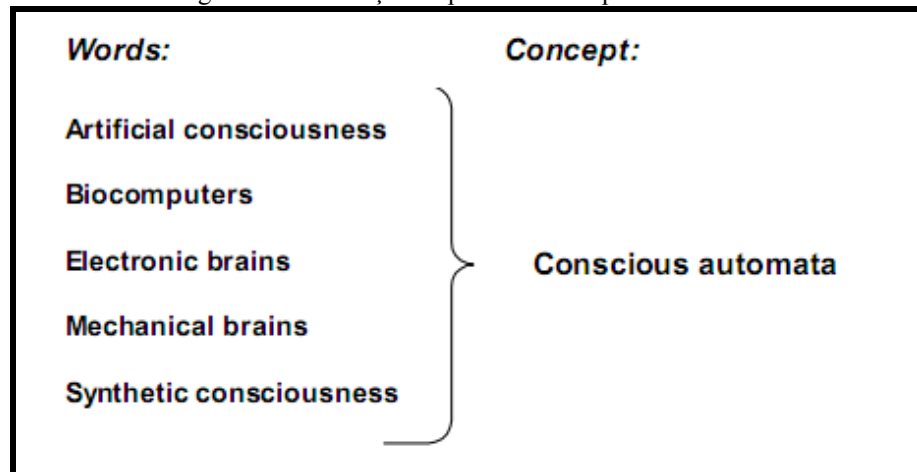 Words: Concept:
Artificial consciousness
Biocomputers
Electronic brains
Conscious automata
Mechanical brains
Synthetic consciousness